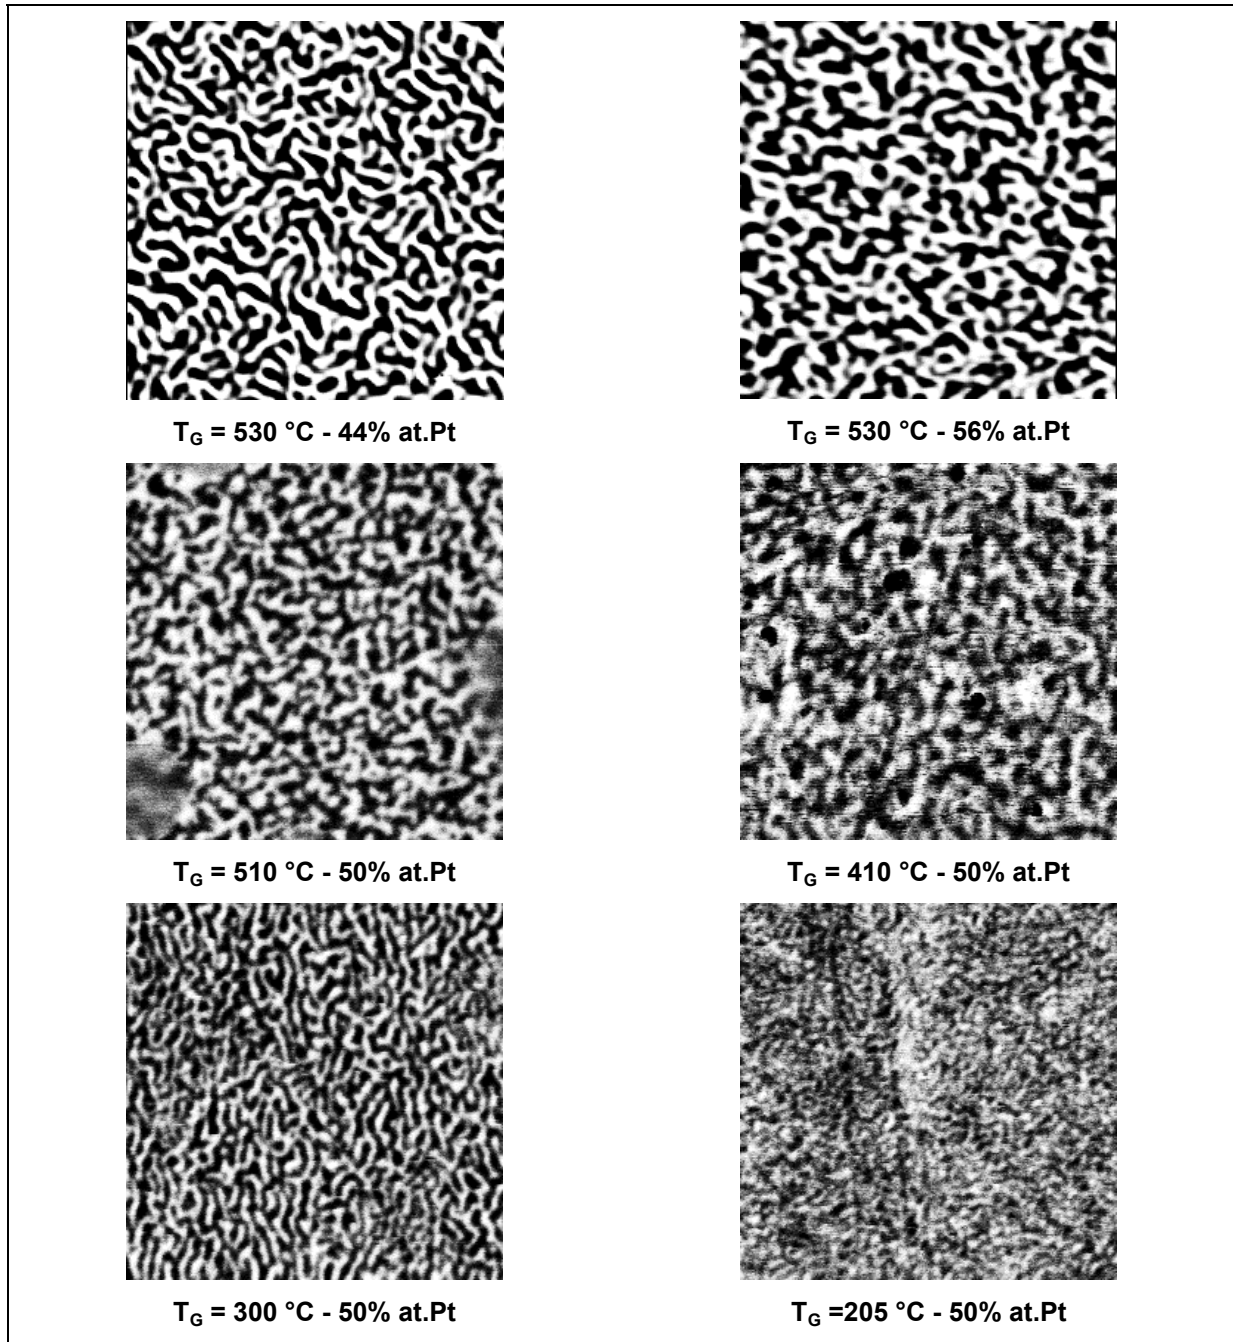 T_G = 530 °C - 44% at.Pt
T_G = 530 °C - 56% at.Pt
T_G = 510 °C - 50% at.Pt
T_G = 410 °C - 50% at.Pt
T_G = 300 °C - 50% at.Pt
T_G =205 °C - 50% at.Pt